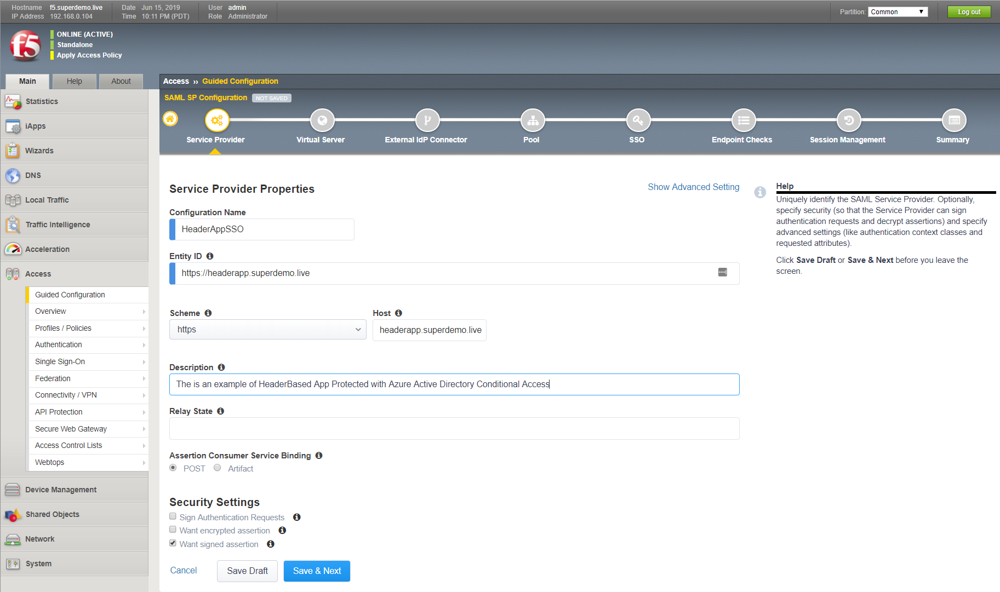 Hostname f5.superdemo.live Date Jun 15, 2019 User admin
IP Address 192.168.0.104 Time 10:11 PM (PDT) Role Administrator
Partition: Common Log out
f5
ONLINE (ACTIVE)
Standalone
Apply Access Policy
Main Help About
Access ›› Guided Configuration
SAML SP Configuration NOT SAVED
Service Provider Virtual Server External IdP Connector Pool SSO Endpoint Checks Session Management Summary
Statistics
iApps
Wizards
DNS
Local Traffic
Traffic Intelligence
Acceleration
Access
Guided Configuration
Overview
Profiles / Policies
Authentication
Single Sign-On
Federation
Connectivity / VPN
API Protection
Secure Web Gateway
Access Control Lists
Webtops
Device Management
Shared Objects
Network
System
Service Provider Properties
Show Advanced Setting
Configuration Name
HeaderAppSSO
Entity ID
https://headerapp.superdemo.live
Scheme Host
https headerapp.superdemo.live
Description
The is an example of HeaderBased App Protected with Azure Active Directory Conditional Access
Relay State
Assertion Consumer Service Binding
POST Artifact
Security Settings
Sign Authentication Requests
Want encrypted assertion
Want signed assertion
Cancel Save Draft Save & Next
Help
Uniquely identify the SAML Service Provider. Optionally,
specify security (so that the Service Provider can sign
authentication requests and decrypt assertions) and specify
advanced settings (like authentication context classes and
requested attributes).
Click Save Draft or Save & Next before you leave the
screen.